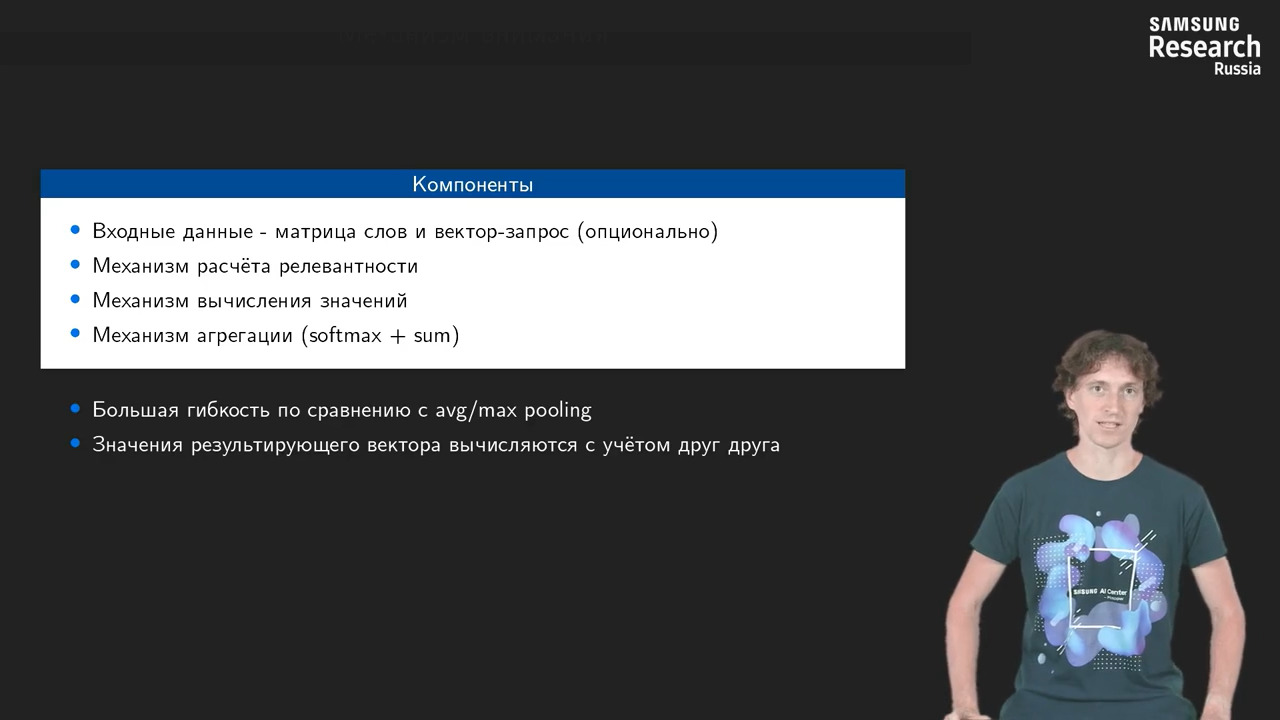 SAMSUNG
Research
Russia
Компоненты
Входные данные - матрица слов и вектор-запрос (опционально)
Механизм расчёта релевантности
Механизм вычисления значений
Механизм агрегации (softmax + sum)
Большая гибкость по сравнению с avg/max pooling
Значения результирующего вектора вычисляются с учётом друг друга
SAMSUNG AI Center